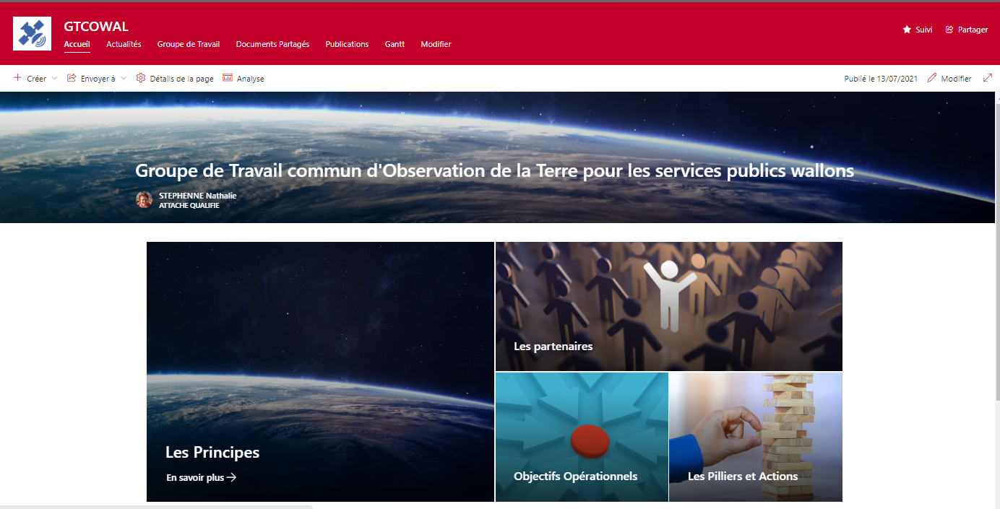 GTCOWAL
Suivi Partager
Accueil Actualités Groupe de Travail Documents Partagés Publications Gantt Modifier
Créer Envoyer à Détails de la page Analyse Publié le 13/07/2021 Modifier
Groupe de Travail commun d'Observation de la Terre pour les services publics wallons
STEPHENNE Nathalie
ATTACHE QUALIFIE
Les partenaires
Les Principes
En savoir plus
Objectifs Opérationnels
Les Pilliers et Actions